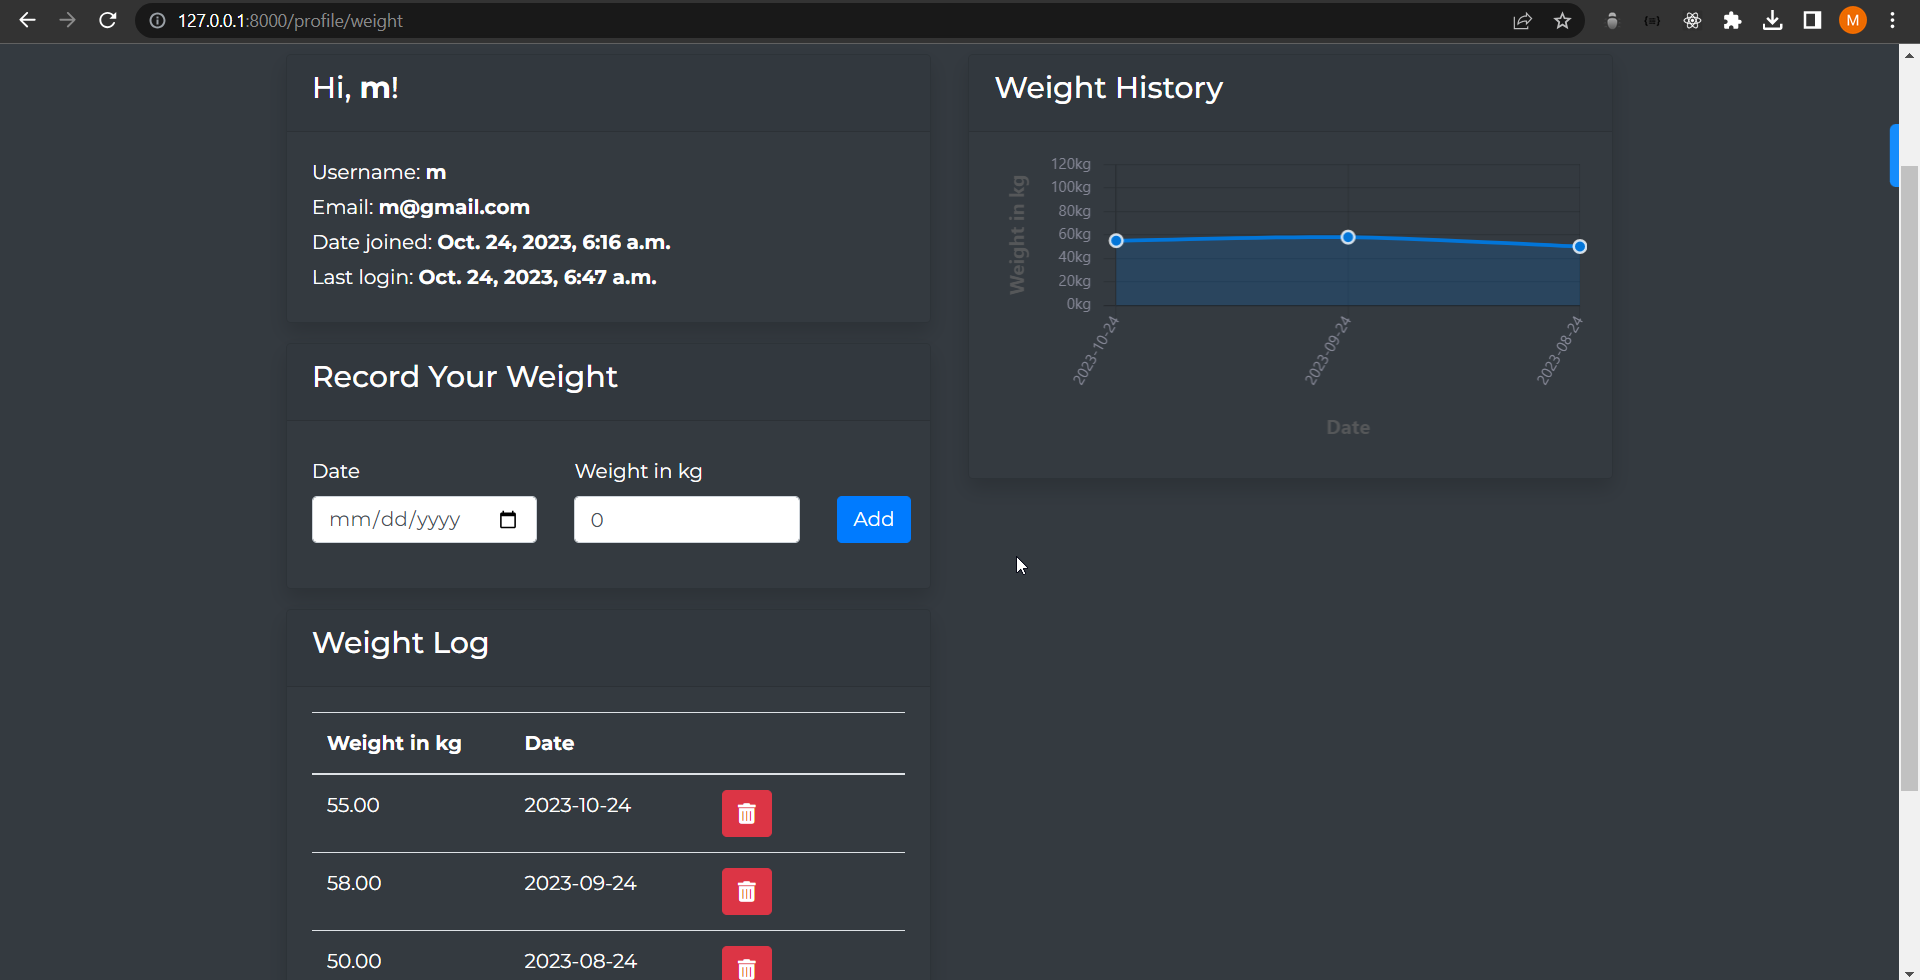 127.0.0.1:8000/profile/weight
M
Hi, m!
Username: m
Email: m@gmail.com
Date joined: Oct. 24, 2023, 6:16 a.m.
Last login: Oct. 24, 2023, 6:47 a.m.
Record Your Weight
Date
Weight in kg
mm/dd/yyyy
0
Add
Weight Log
Weight in kg Date
55.00 2023-10-24
58.00 2023-09-24
50.00 2023-08-24
Weight History
Weight in kg
120kg
100kg
80kg
60kg
40kg
20kg
0kg
2023-10-24
2023-09-24
2023-08-24
Date